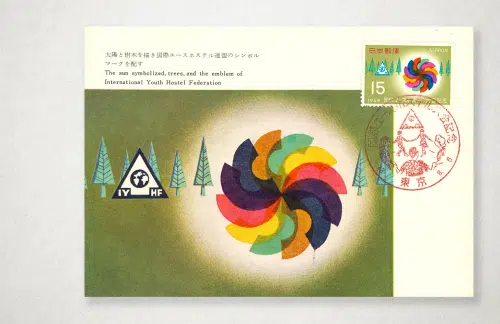 太陽と樹木を描き国際ユースホステル連盟のシンボル
マークを配す
The sun symbolized, trees, and the emblem of
International Youth Hostel Federation
日本郵便 NIPPON
15
1968
東京
IY HF